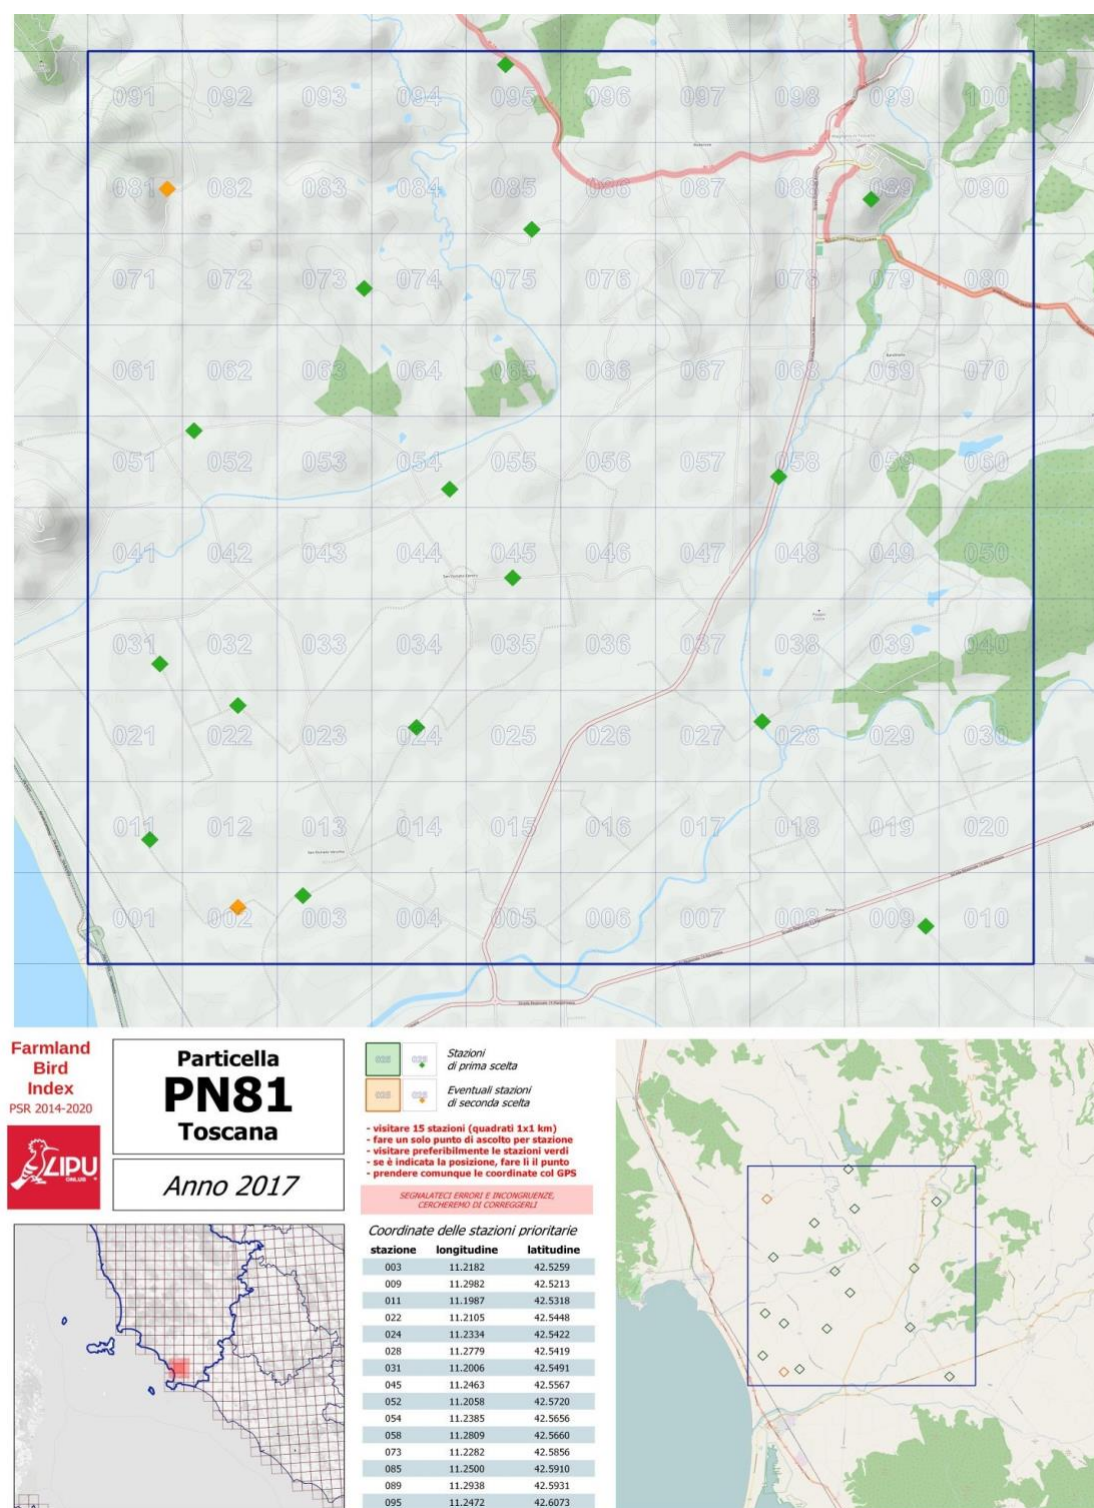 091 092 093 094 095 096 097 098 099 100
081 082 083 084 085 086 087 088 089 090
071 072 073 074 075 076 077 078 079 080
061 062 063 064 065 066 067 068 069 070
051 052 053 054 055 056 057 058 059 060
041 042 043 044 045 046 047 048 049 050
031 032 033 034 035 036 037 038 039 040
021 022 023 024 025 026 027 028 029 030
011 012 013 014 015 016 017 018 019 020
001 002 003 004 005 006 007 008 009 010
Farmland
Bird
Index
PSR 2014-2020
LIPU
ONLUS
Particella
PN81
Toscana
Anno 2017
Stazioni
di prima scelta
Eventuali stazioni
di seconda scelta
- visitare 15 stazioni (quadrati 1x1 km)
- fare un solo punto di ascolto per stazione
- visitare preferibilmente le stazioni verdi
- se è indicata la posizione, fare lì il punto
- prendere comunque le coordinate col GPS
SEGNALATECI ERRORI E INCONGRUENZE,
CERCHEREMO DI CORREGGERLI
Coordinate delle stazioni prioritarie
stazione longitudine latitudine
003 11.2182 42.5259
009 11.2982 42.5213
011 11.1987 42.5318
022 11.2105 42.5448
024 11.2334 42.5422
028 11.2779 42.5419
031 11.2006 42.5491
045 11.2463 42.5567
052 11.2058 42.5720
054 11.2385 42.5656
058 11.2809 42.5660
073 11.2282 42.5856
085 11.2500 42.5910
089 11.2938 42.5931
095 11.2472 42.6073